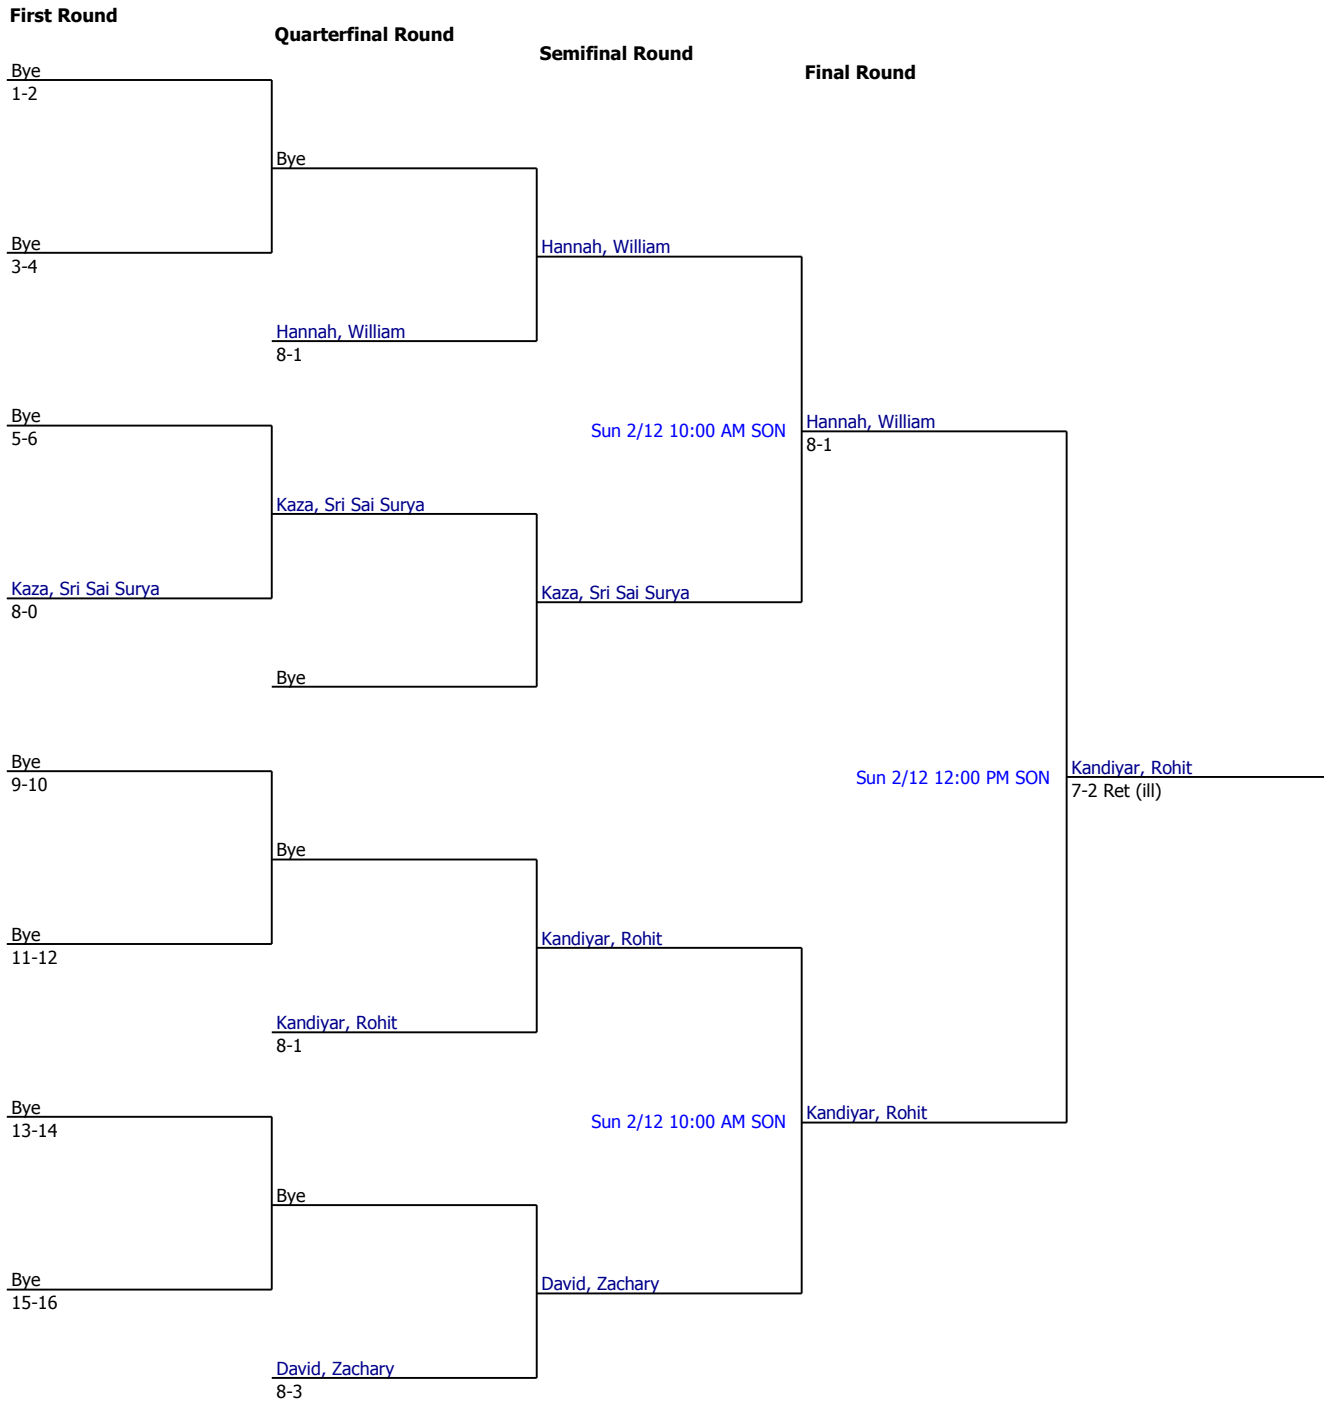 First Round
Quarterfinal Round
Semifinal Round
Final Round
Bye
1-2
Bye
Bye
3-4
Hannah, William
Hannah, William
8-1
Bye
5-6
Sun 2/12 10:00 AM SON
Hannah, William
8-1
Kaza, Sri Sai Surya
Kaza, Sri Sai Surya
8-0
Kaza, Sri Sai Surya
Bye
Bye
9-10
Sun 2/12 12:00 PM SON
Kandiyar, Rohit
7-2 Ret (ill)
Bye
Bye
11-12
Kandiyar, Rohit
Kandiyar, Rohit
8-1
Bye
13-14
Sun 2/12 10:00 AM SON
Kandiyar, Rohit
Bye
Bye
15-16
David, Zachary
David, Zachary
8-3